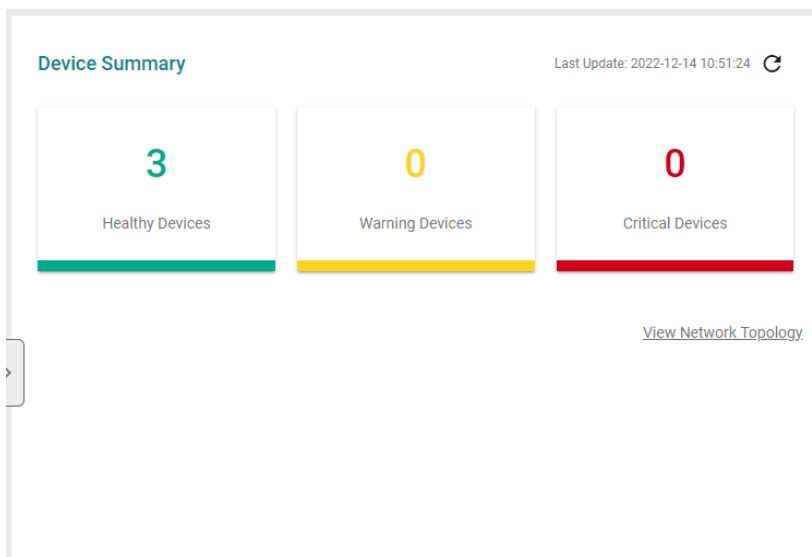 Device Summary
Last Update: 2022-12-14 10:51:24
3
Healthy Devices
0
Warning Devices
0
Critical Devices
View Network Topology